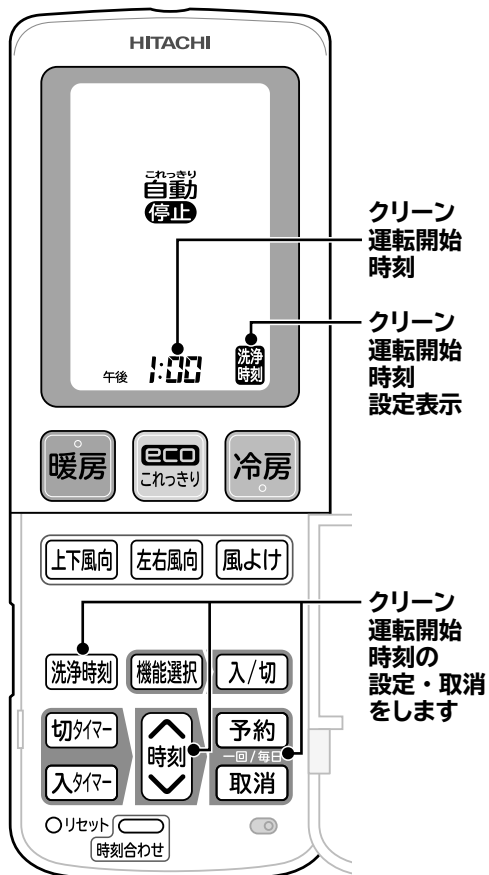 HITACHI
これっきり
自動
停止
クリーン
運転開始
時刻
クリーン
運転開始
時刻
設定表示
午後 1:00 洗浄
時刻
暖房
eco
これっきり
冷房
上下風向 左右風向 風よけ
クリーン
運転開始
時刻の
設定・取消
をします
洗浄時刻 機能選択 入/切
切タイマー
時刻
予約
一回/毎日
入タイマー
取消
リセット
時刻合わせ